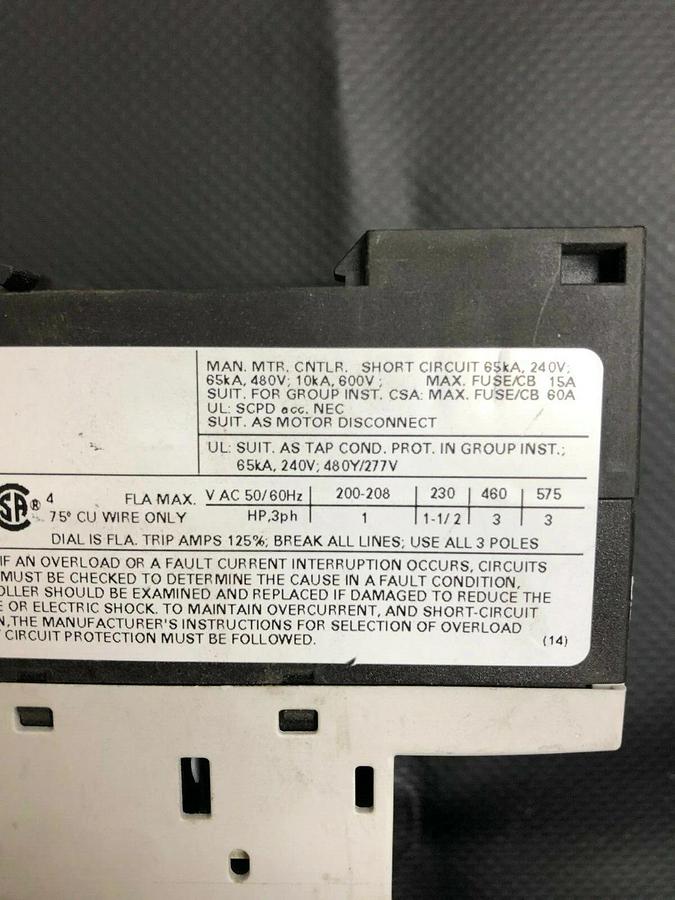 MAN. MTR. CNTLR. SHORT CIRCUIT 65kA, 240V;
65kA, 480V; 10kA, 600V; MAX. FUSE/CB 15A
SUIT. FOR GROUP INST. CSA: MAX. FUSE/CB 60A
UL: SCPD acc. NEC
SUIT. AS MOTOR DISCONNECT
UL: SUIT. AS TAP COND. PROT. IN GROUP INST.;
65kA, 240V; 480Y/277V
SA ® 4 FLA MAX. V AC 50/60Hz 200-208 230 460 575
75° CU WIRE ONLY HP,3ph 1 1-1/2 3 3
DIAL IS FLA. TRIP AMPS 125%; BREAK ALL LINES; USE ALL 3 POLES
IF AN OVERLOAD OR A FAULT CURRENT INTERRUPTION OCCURS, CIRCUITS
MUST BE CHECKED TO DETERMINE THE CAUSE IN A FAULT CONDITION,
OLLER SHOULD BE EXAMINED AND REPLACED IF DAMAGED TO REDUCE THE
E OR ELECTRIC SHOCK. TO MAINTAIN OVERCURRENT, AND SHORT-CIRCUIT
N,THE MANUFACTURER'S INSTRUCTIONS FOR SELECTION OF OVERLOAD
CIRCUIT PROTECTION MUST BE FOLLOWED. (14)